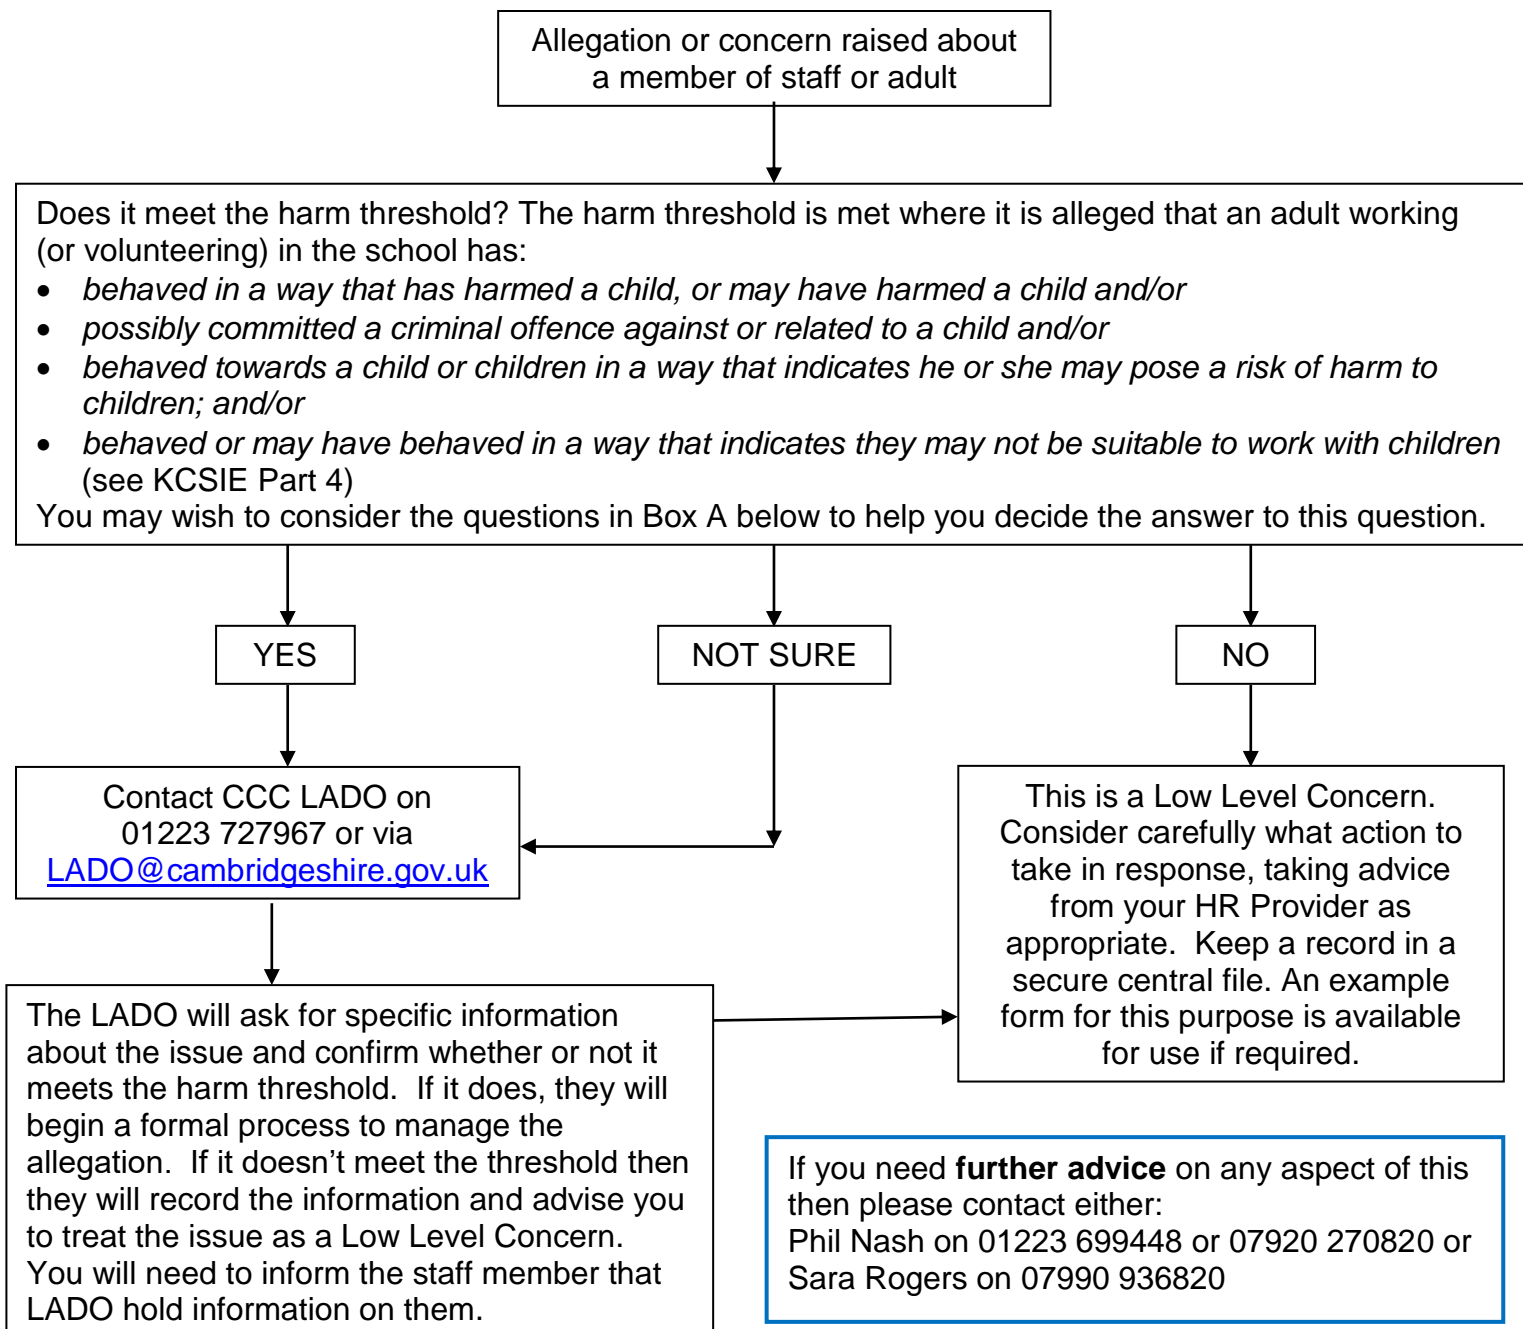 Allegation or concern raised about
a member of staff or adult
Does it meet the harm threshold? The harm threshold is met where it is alleged that an adult working
(or volunteering) in the school has:
• behaved in a way that has harmed a child, or may have harmed a child and/or
• possibly committed a criminal offence against or related to a child and/or
• behaved towards a child or children in a way that indicates he or she may pose a risk of harm to
children; and/or
• behaved or may have behaved in a way that indicates they may not be suitable to work with children
(see KCSIE Part 4)
You may wish to consider the questions in Box A below to help you decide the answer to this question.
YES
NOT SURE
NO
Contact CCC LADO on
01223 727967 or via
LADO@cambridgeshire.gov.uk
This is a Low Level Concern.
Consider carefully what action to
take in response, taking advice
from your HR Provider as
appropriate.  Keep a record in a
secure central file. An example
form for this purpose is available
for use if required.
The LADO will ask for specific information
about the issue and confirm whether or not it
meets the harm threshold.  If it does, they will
begin a formal process to manage the
allegation.  If it doesn’t meet the threshold then
they will record the information and advise you
to treat the issue as a Low Level Concern.
You will need to inform the staff member that
LADO hold information on them.
If you need further advice on any aspect of this
then please contact either:
Phil Nash on 01223 699448 or 07920 270820 or
Sara Rogers on 07990 936820